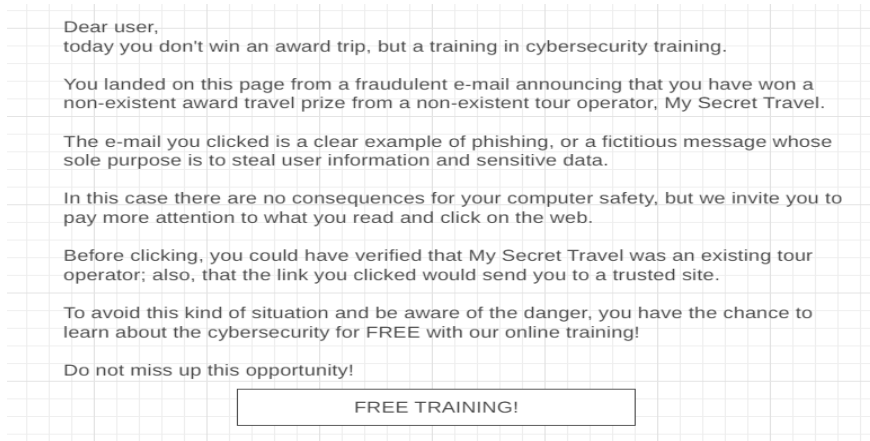 Dear user,
today you don't win an award trip, but a training in cybersecurity training.
You landed on this page from a fraudulent e-mail announcing that you have won a
non-existent award travel prize from a non-existent tour operator, My Secret Travel.
The e-mail you clicked is a clear example of phishing, or a fictitious message whose
sole purpose is to steal user information and sensitive data.
In this case there are no consequences for your computer safety, but we invite you to
pay more attention to what you read and click on the web.
Before clicking, you could have verified that My Secret Travel was an existing tour
operator; also, that the link you clicked would send you to a trusted site.
To avoid this kind of situation and be aware of the danger, you have the chance to
learn about the cybersecurity for FREE with our online training!
Do not miss up this opportunity!
FREE TRAINING!